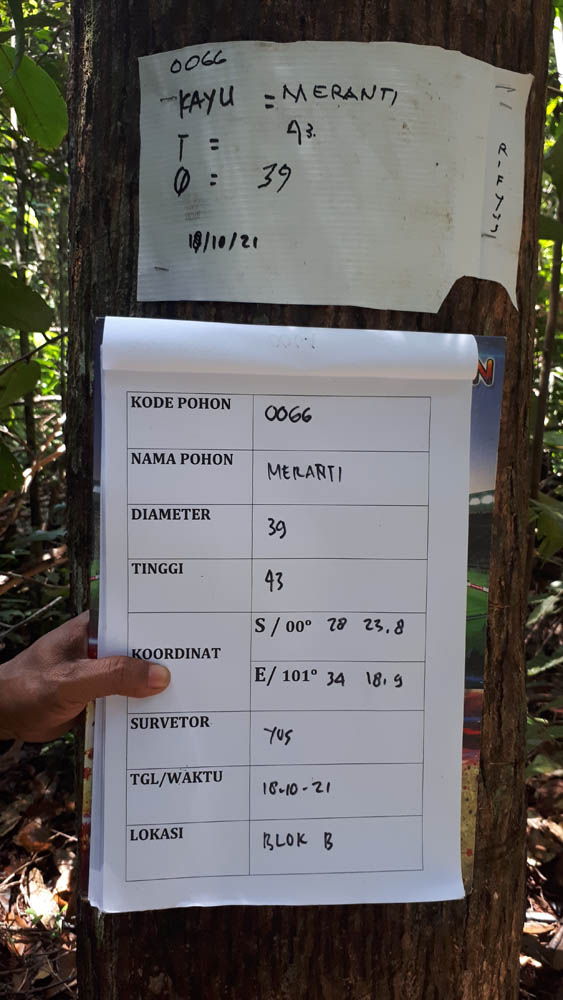 0066
KAYU = MERANTI
T = 43.
Ø = 39
18/10/21
N
KODE POHON 0066
NAMA POHON MERANTI
DIAMETER 39
TINGGI 43
KOORDINAT S / 00° 28 23.8
E/ 101° 34 18.9
SURVETOR YUS
TGL/WAKTU 18-10-21
LOKASI BLOK B